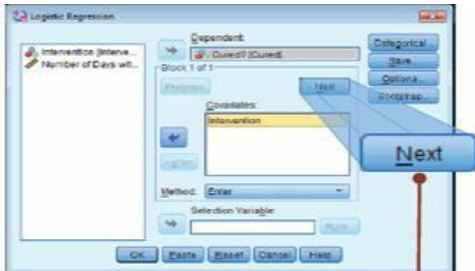 Logistic Regression
Dependent:
Intervention [Interve...
Number of Days wit...
Cured? [Cured]
Block 1 of 1
Previous
Next
Covariates:
Intervention
Method: Enter
Selection Variable:
Rule...
OK Paste Reset Cancel Help
Categorical...
Save...
Options...
Bootstrap...
Next